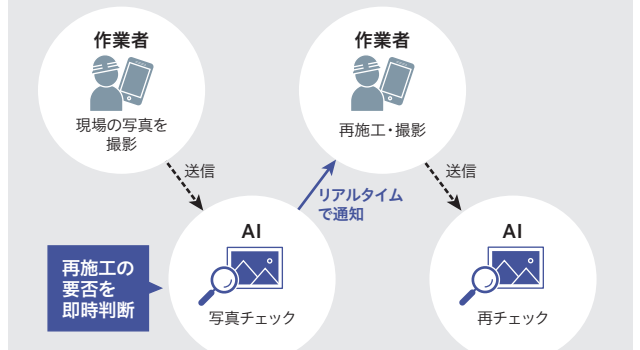 作業者
現場の写真を
撮影
作業者
再施工・撮影
送信
リアルタイム
で通知
送信
AI
写真チェック
再施工の
要否を
即時判断
AI
再チェック